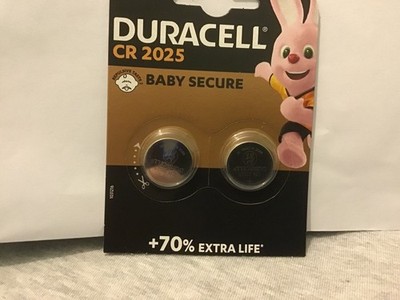 DURACELL
CR 2025
BABY SECURE
+70% EXTRA LIFE*